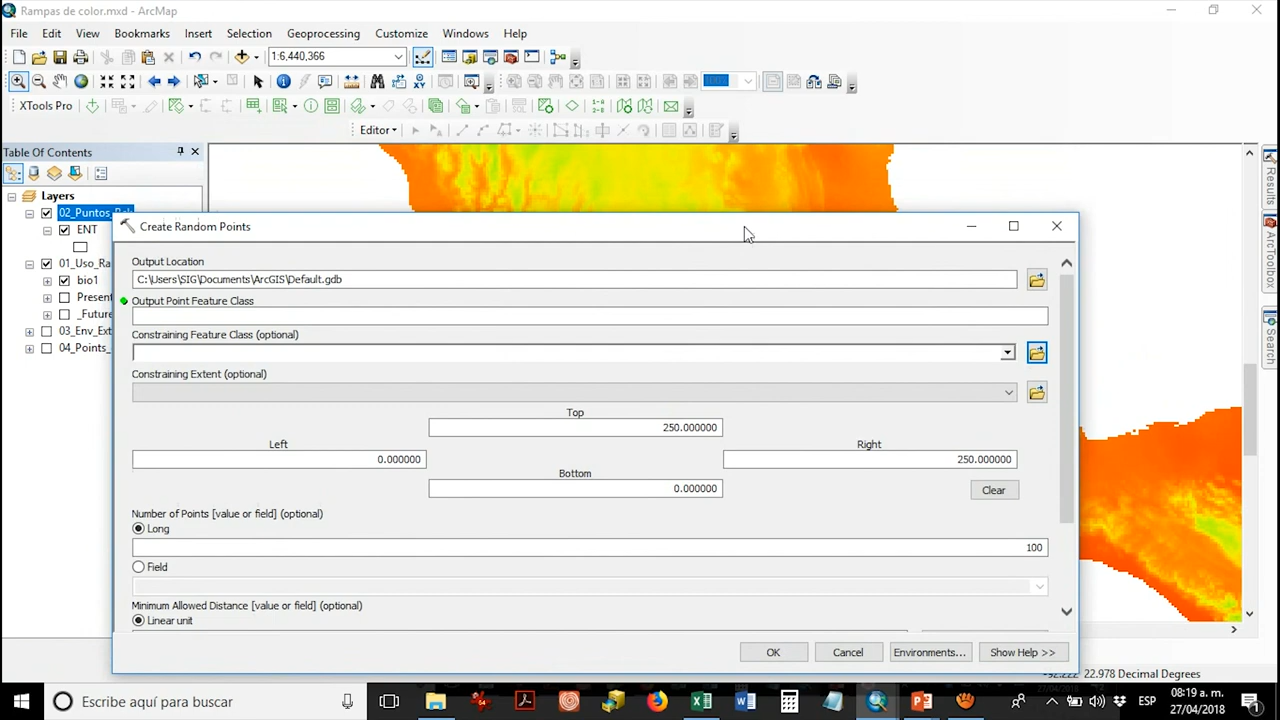 Rampas de color.mxd - ArcMap
File Edit View Bookmarks Insert Selection Geoprocessing Customize Windows Help
1:6,440,366
XTools Pro
Editor
Table Of Contents
Layers
02_Puntos_
ENT
01_Uso_Ra
bio1
Present
_Future
03_Env_Ext
04_Points_
Create Random Points
Output Location
C:\Users\SIG\Documents\ArcGIS\Default.gdb
Output Point Feature Class
Constraining Feature Class (optional)
Constraining Extent (optional)
Top
250.000000
Left Right
0.000000 250.000000
Bottom
0.000000
Clear
Number of Points [value or field] (optional)
Long
100
Field
Minimum Allowed Distance [value or field] (optional)
Linear unit
OK Cancel Environments... Show Help >>
Results
ArcToolbox
Search
22.978 Decimal Degrees
Escribe aquí para buscar
ESP
08:19 a. m.
27/04/2018
1